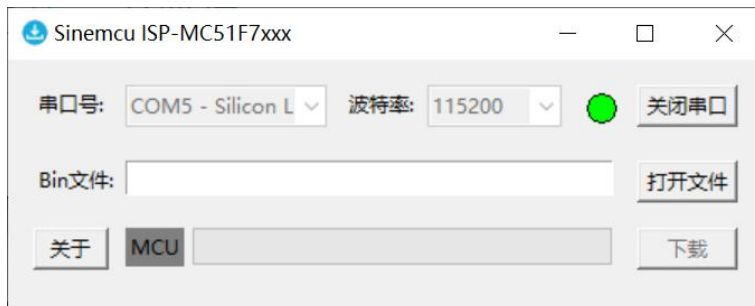 Sinemcu ISP-MC51F7xxx
串口号: COM5 - Silicon L 波特率: 115200 关闭串口
Bin文件: 打开文件
关于 MCU 下载